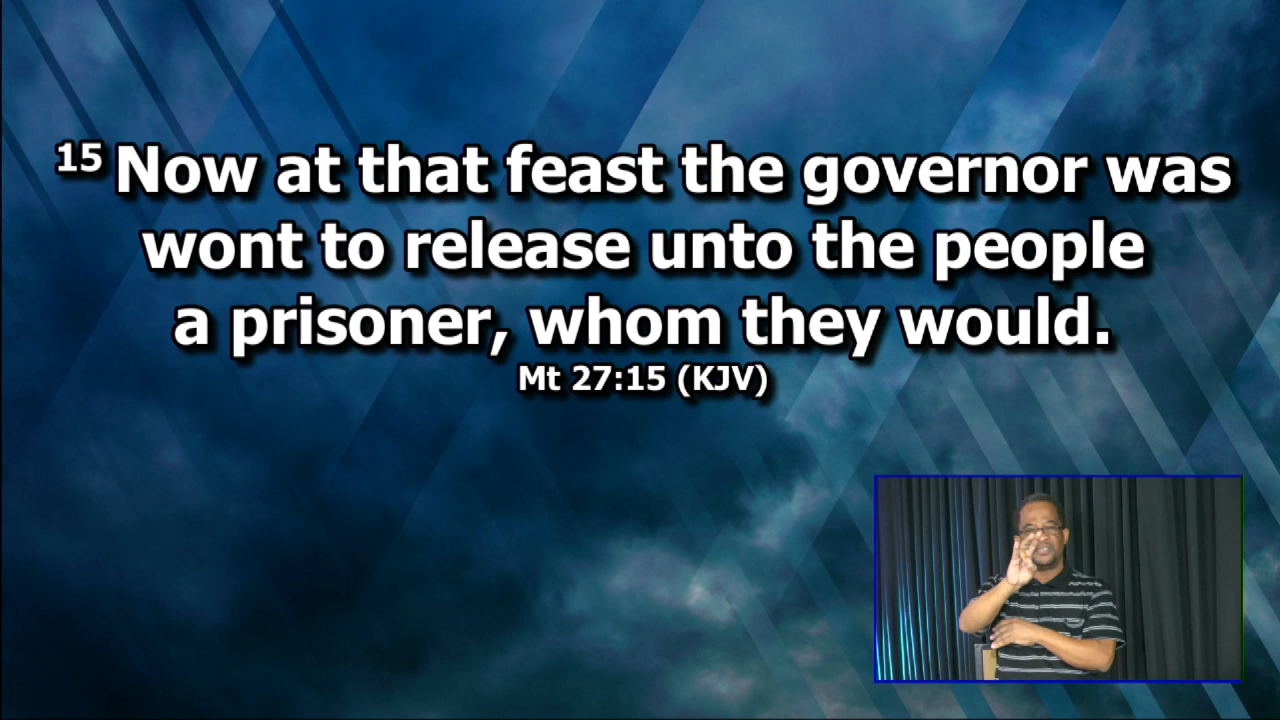 15 Now at that feast the governor was
wont to release unto the people
a prisoner, whom they would.
Mt 27:15 (KJV)